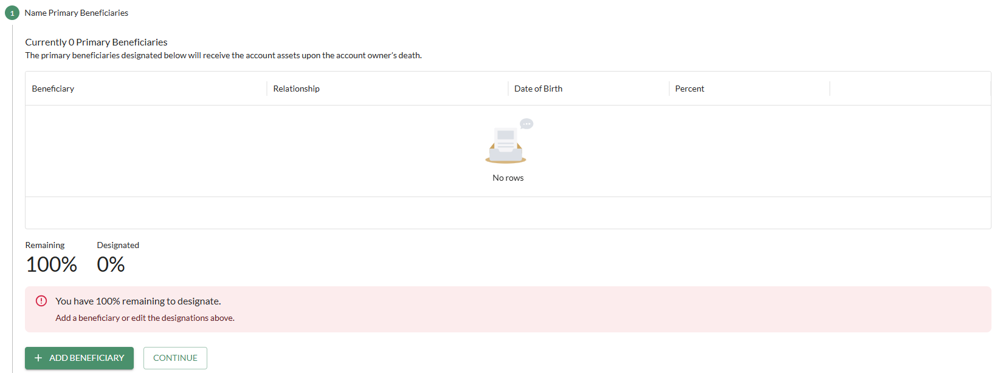 1 Name Primary Beneficiaries
Currently 0 Primary Beneficiaries
The primary beneficiaries designated below will receive the account assets upon the account owner's death.
Beneficiary Relationship Date of Birth Percent
No rows
Remaining Designated
100% 0%
You have 100% remaining to designate.
Add a beneficiary or edit the designations above.
+ ADD BENEFICIARY CONTINUE